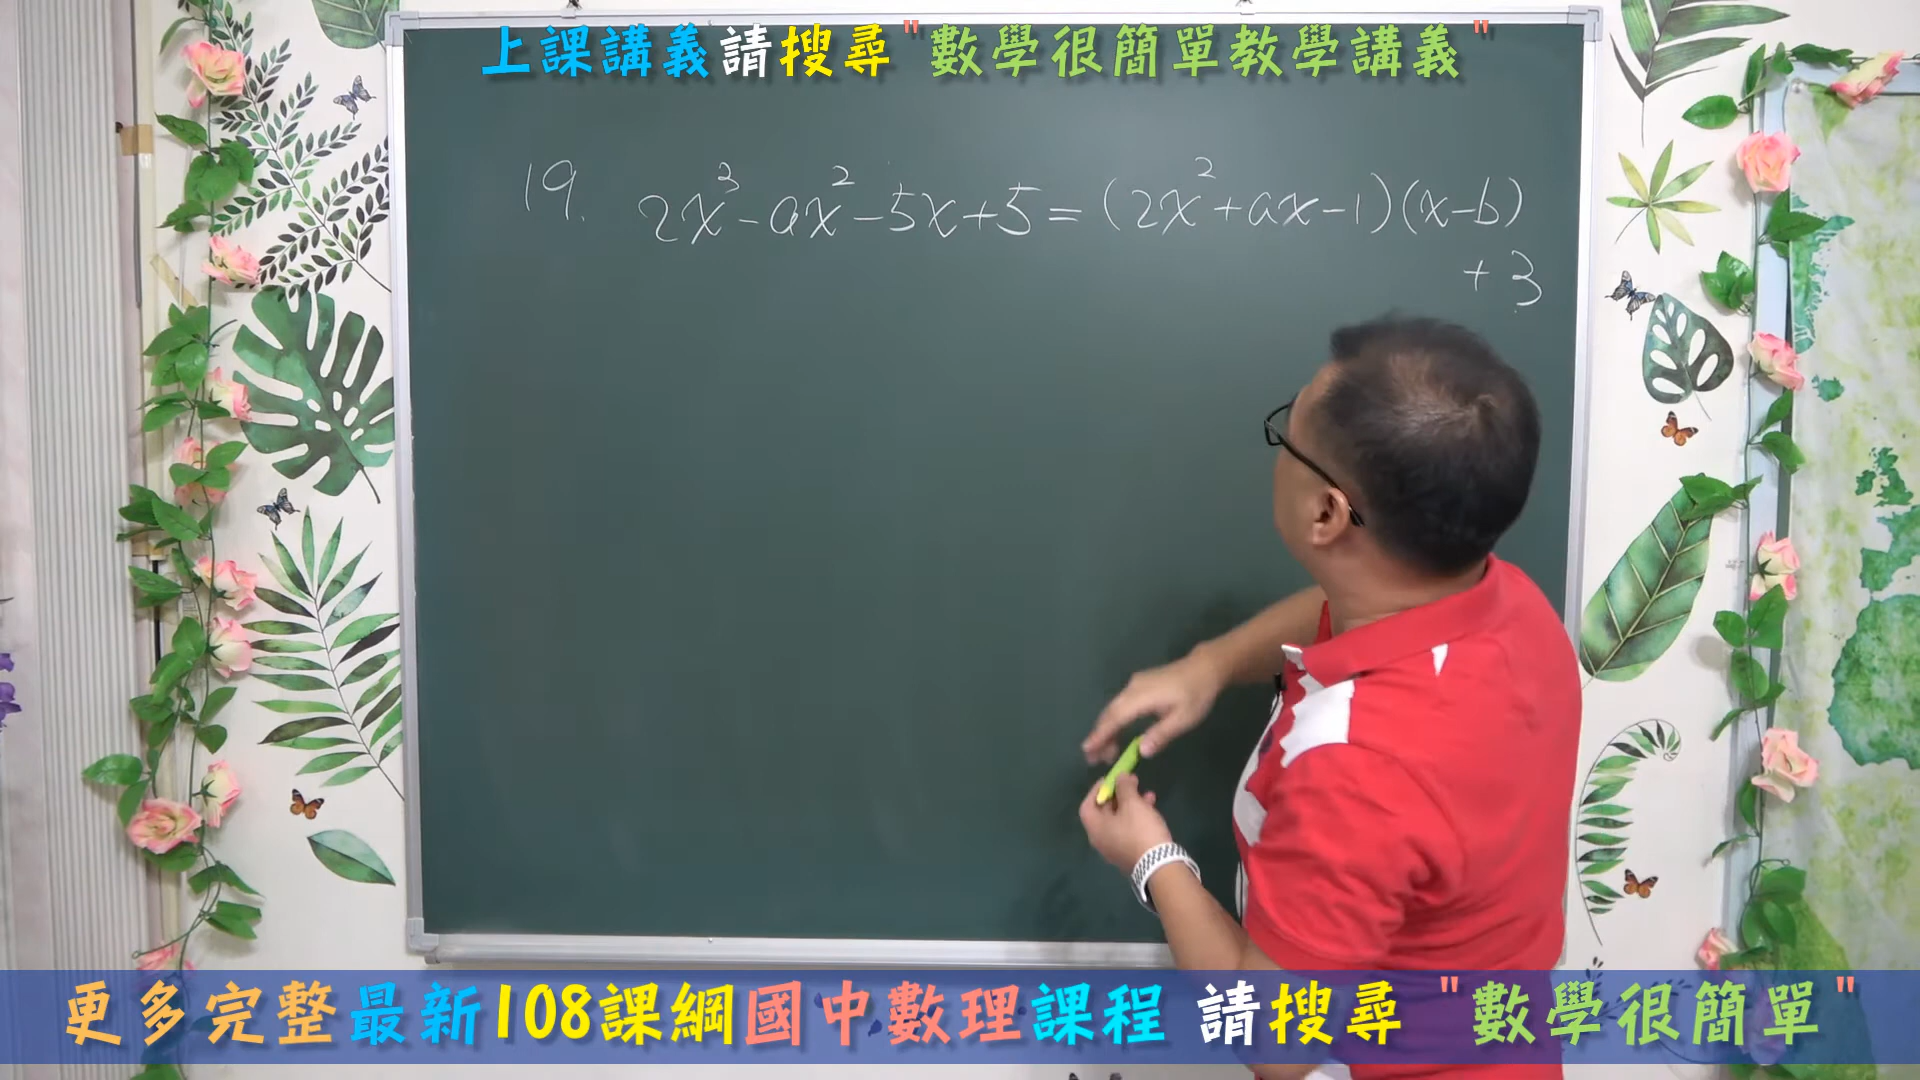 上課講義請搜尋"數學很簡單教學講義"
19. 2x³-ax²-5x+5=(2x²+ax-1)(x-b)
+3
更多完整最新108課綱國中數理課程 請搜尋 "數學很簡單"